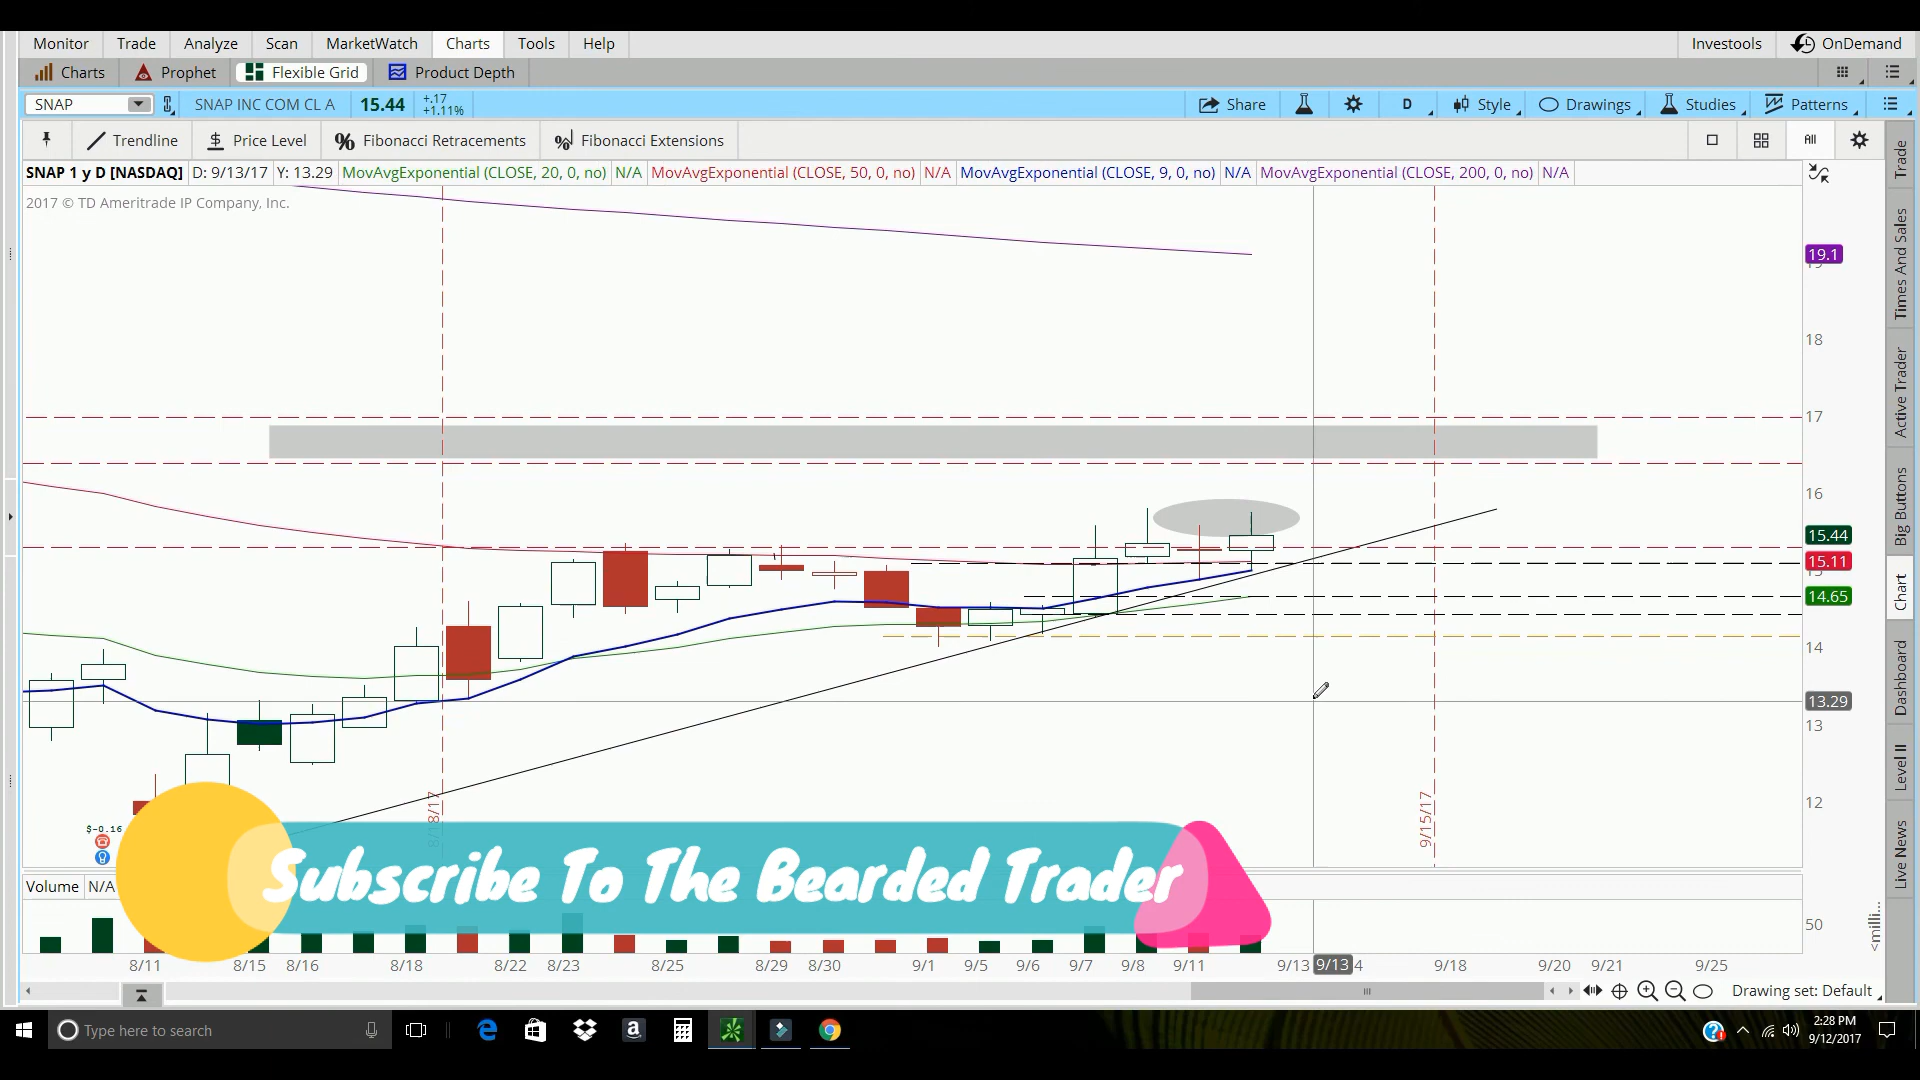 Monitor Trade Analyze Scan MarketWatch Charts Tools Help Investools OnDemand
Charts Prophet Flexible Grid Product Depth
SNAP SNAP INC COM CL A 15.44 +.17 +1.11% Share D Style Drawings Studies Patterns
Trendline $ Price Level % Fibonacci Retracements Fibonacci Extensions All
SNAP 1 y D [NASDAQ] D: 9/13/17 Y: 13.29 MovAvgExponential (CLOSE, 20, 0, no) N/A MovAvgExponential (CLOSE, 50, 0, no) N/A MovAvgExponential (CLOSE, 9, 0, no) N/A MovAvgExponential (CLOSE, 200, 0, no) N/A
2017 © TD Ameritrade IP Company, Inc.
19.1
18
17
16
15.44
15.11
14.65
14
13.29
13
12
8/18/17
9/15/17
$-0.16
Subscribe To The Bearded Trader
Volume N/A
50
<milli...
8/11 8/15 8/16 8/18 8/22 8/23 8/25 8/29 8/30 9/1 9/5 9/6 9/7 9/8 9/11 9/13 9/13 4 9/18 9/20 9/21 9/25
Drawing set: Default
Trade
Times And Sales
Active Trader
Big Buttons
Chart
Dashboard
Level II
Live News
Type here to search
2:28 PM
9/12/2017